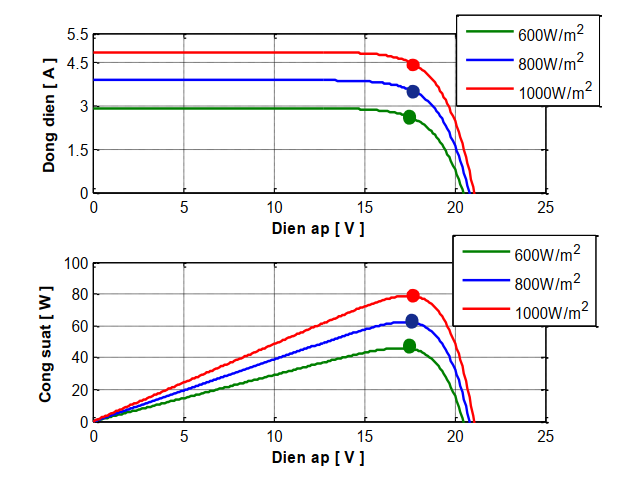 600W/m2
800W/m2
1000W/m2
Dong dien [ A ]
5.5
4.5
3
1.5
0
0 5 10 15 20 25
Dien ap [ V ]
600W/m2
800W/m2
1000W/m2
Cong suat [ W ]
100
80
60
40
20
0
0 5 10 15 20 25
Dien ap [ V ]